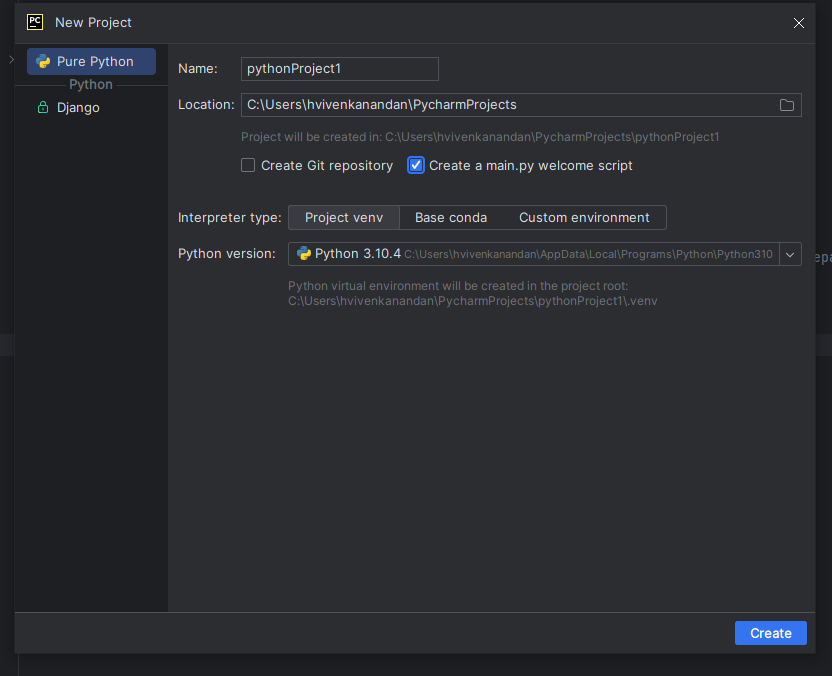 PC New Project
Pure Python
Python
Django
Name: pythonProject1
Location: C:\Users\hvivenkanandan\PycharmProjects
Project will be created in: C:\Users\hvivenkanandan\PycharmProjects\pythonProject1
Create Git repository Create a main.py welcome script
Interpreter type: Project venv Base conda Custom environment
Python version: Python 3.10.4 C:\Users\hvivenkanandan\AppData\Local\Programs\Python\Python310
Python virtual environment will be created in the project root:
C:\Users\hvivenkanandan\PycharmProjects\pythonProject1\.venv
Create